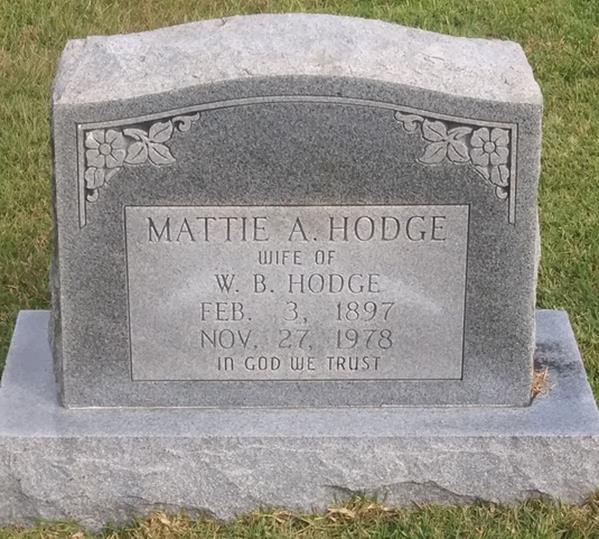 MATTIE A. HODGE
WIFE OF
W. B. HODGE
FEB. 3, 1897
NOV. 27, 1978
IN GOD WE TRUST